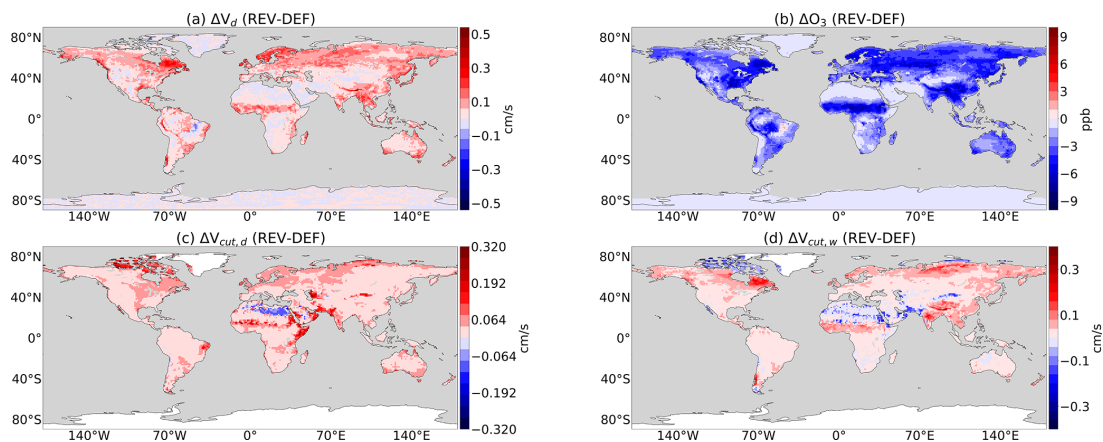 (a) ΔV_d (REV-DEF)
80°N
40°N
0°
40°S
80°S
140°W 70°W 0° 70°E 140°E
0.5
0.3
0.1
−0.1
−0.3
−0.5
cm/s
(b) ΔO₃ (REV-DEF)
80°N
40°N
0°
40°S
80°S
140°W 70°W 0° 70°E 140°E
9
6
3
0
−3
−6
−9
ppb
(c) ΔV_cut,d (REV-DEF)
80°N
40°N
0°
40°S
80°S
140°W 70°W 0° 70°E 140°E
0.320
0.192
0.064
−0.064
−0.192
−0.320
cm/s
(d) ΔV_cut,w (REV-DEF)
80°N
40°N
0°
40°S
80°S
140°W 70°W 0° 70°E 140°E
0.3
0.1
−0.1
−0.3
cm/s